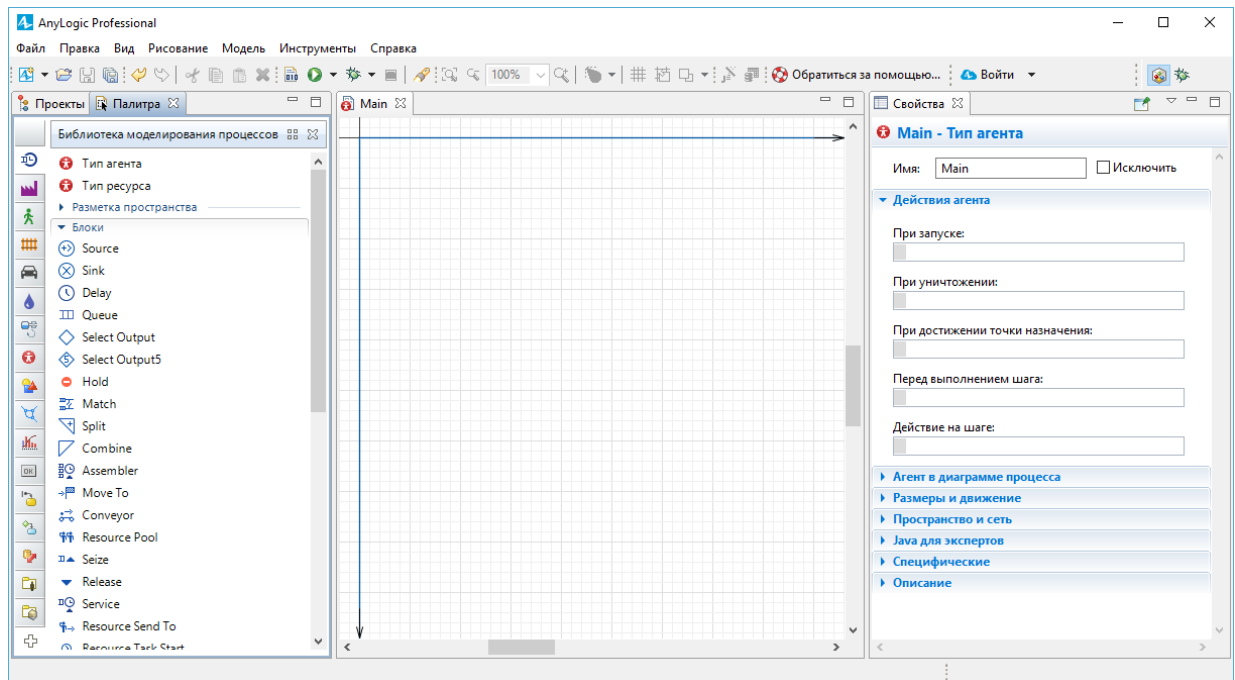 AnyLogic Professional
Файл Правка Вид Рисование Модель Инструменты Справка
100% Обратиться за помощью... Войти
Проекты Палитра
Библиотека моделирования процессов
Тип агента
Тип ресурса
Разметка пространства
Блоки
Source
Sink
Delay
Queue
Select Output
Select Output5
Hold
Match
Split
Combine
Assembler
Move To
Conveyor
Resource Pool
Seize
Release
Service
Resource Send To
Resource Task Start
OK
Main
Свойства
Main - Тип агента
Имя: Main Исключить
Действия агента
При запуске:
При уничтожении:
При достижении точки назначения:
Перед выполнением шага:
Действие на шаге:
Агент в диаграмме процесса
Размеры и движение
Пространство и сеть
Java для экспертов
Специфические
Описание